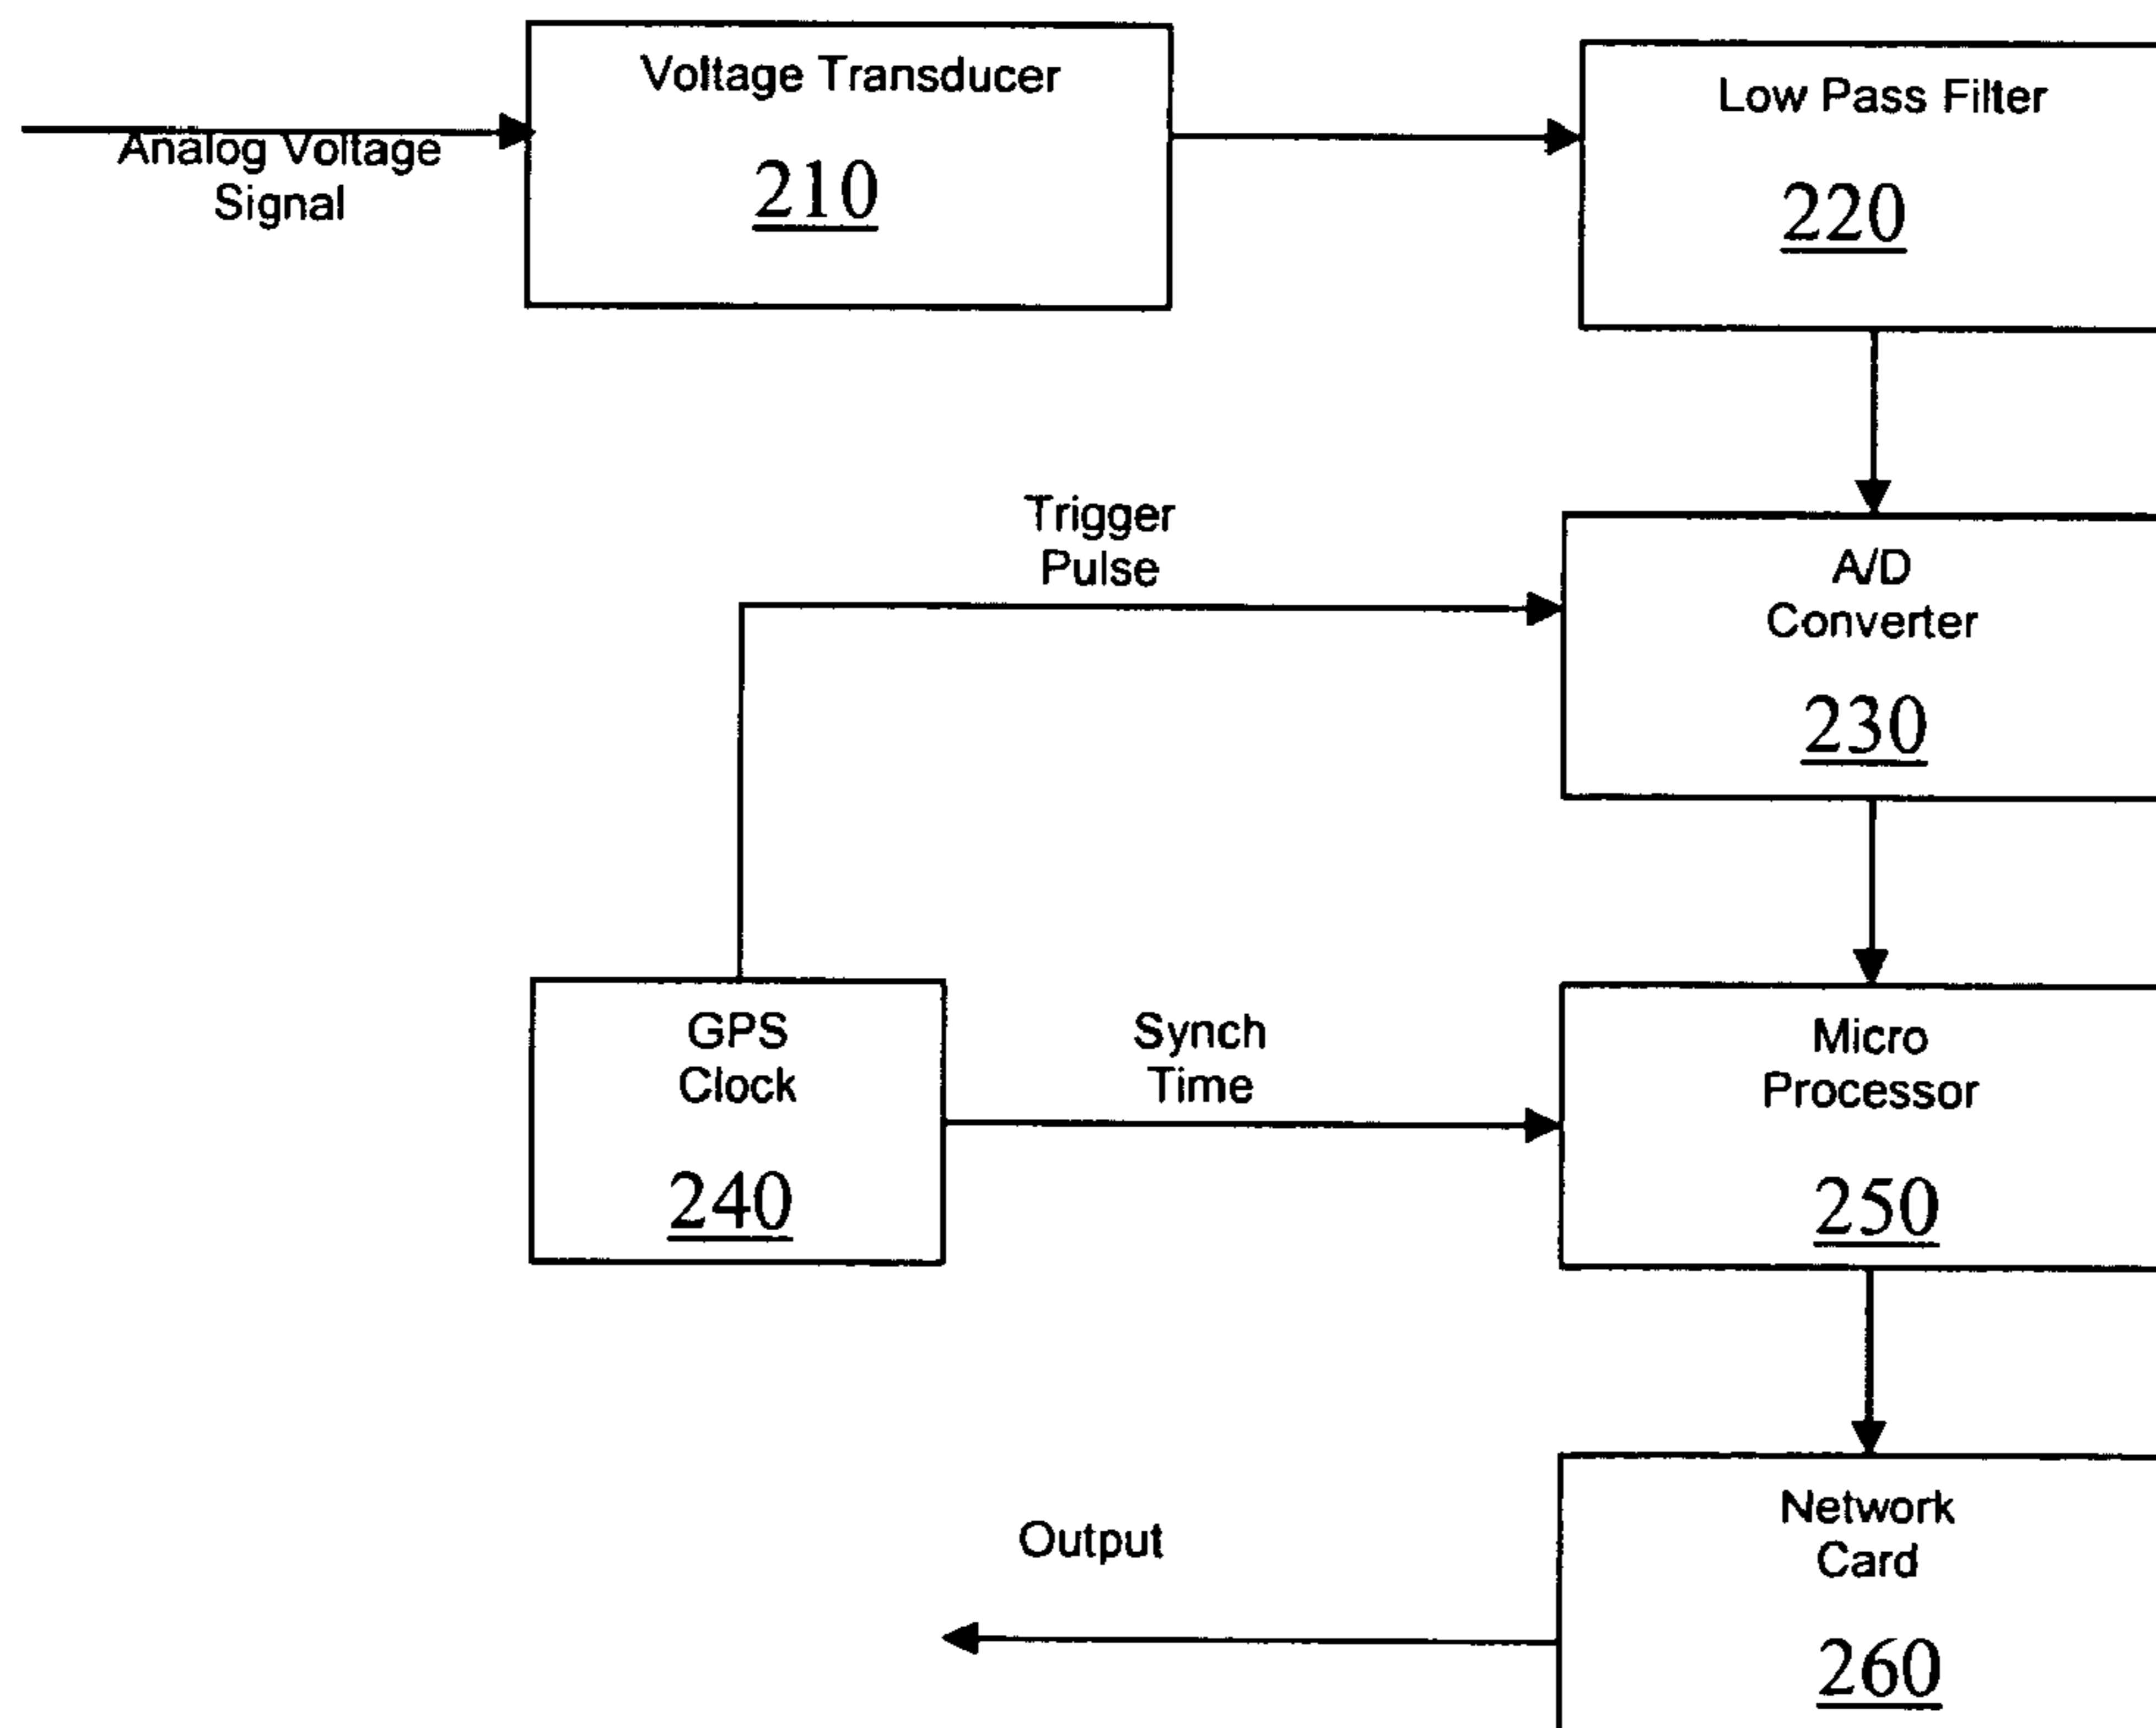 Voltage Transducer
210
Analog Voltage
Signal
Low Pass Filter
220
Trigger
Pulse
A/D
Converter
230
GPS
Clock
240
Synch
Time
Micro
Processor
250
Output
Network
Card
260